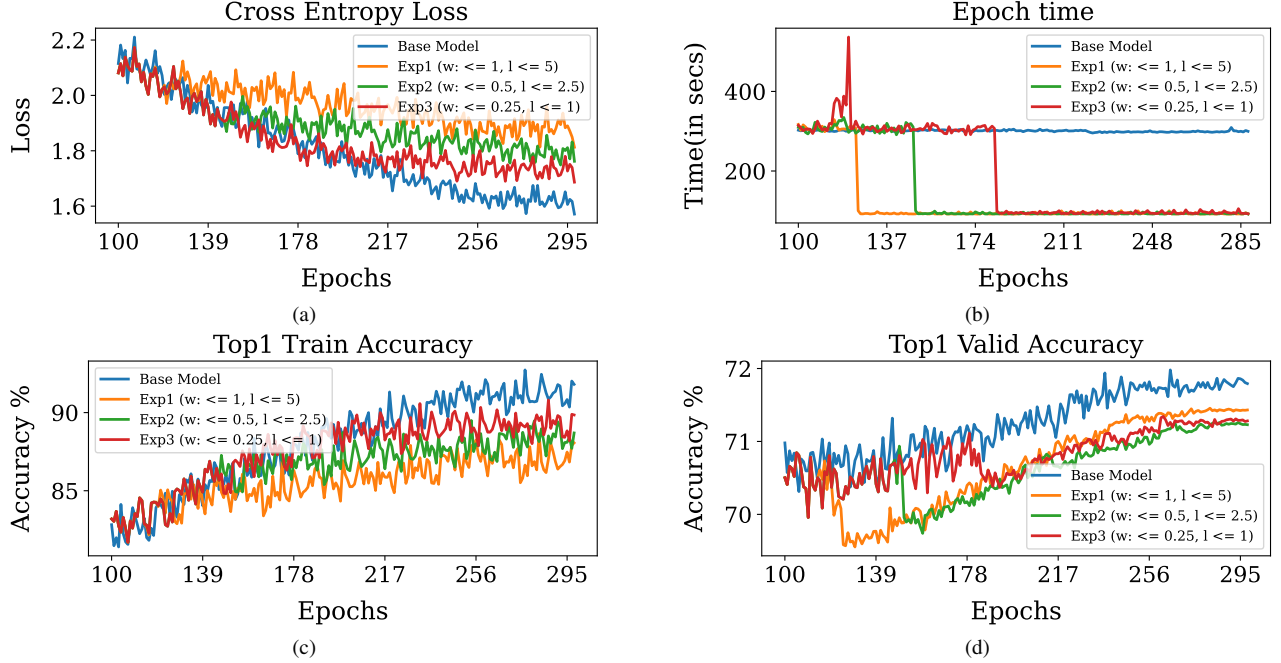 Cross Entropy Loss
2.2
2.0
1.8
1.6
Loss
Base Model
Exp1 (w: <= 1, l <= 5)
Exp2 (w: <= 0.5, l <= 2.5)
Exp3 (w: <= 0.25, l <= 1)
100 139 178 217 256 295
Epochs
(a)
Epoch time
400
200
Time(in secs)
Base Model
Exp1 (w: <= 1, l <= 5)
Exp2 (w: <= 0.5, l <= 2.5)
Exp3 (w: <= 0.25, l <= 1)
100 137 174 211 248 285
Epochs
(b)
Top1 Train Accuracy
90
85
Accuracy %
Base Model
Exp1 (w: <= 1, l <= 5)
Exp2 (w: <= 0.5, l <= 2.5)
Exp3 (w: <= 0.25, l <= 1)
100 139 178 217 256 295
Epochs
(c)
Top1 Valid Accuracy
72
71
70
Accuracy %
Base Model
Exp1 (w: <= 1, l <= 5)
Exp2 (w: <= 0.5, l <= 2.5)
Exp3 (w: <= 0.25, l <= 1)
100 139 178 217 256 295
Epochs
(d)